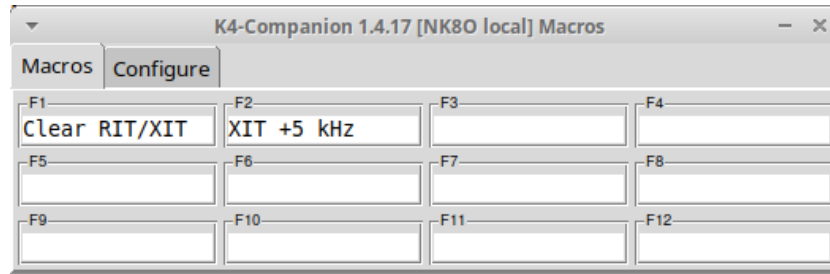 K4-Companion 1.4.17 [NK8O local] Macros
Macros Configure
F1 F2 F3 F4
Clear RIT/XIT XIT +5 kHz
F5 F6 F7 F8
F9 F10 F11 F12